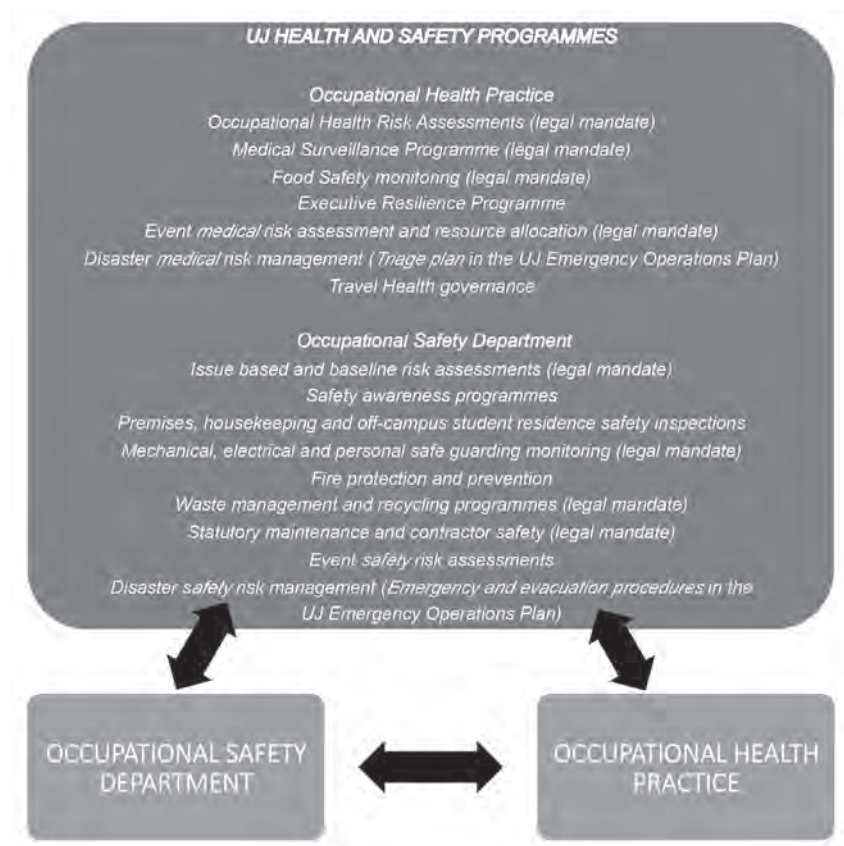 UJ HEALTH AND SAFETY PROGRAMMES
Occupational Health Practice
Occupational Health Risk Assessments (legal mandate)
Medical Surveillance Programme (legal mandate)
Food Safety monitoring (legal mandate)
Executive Resilience Programme
Event medical risk assessment and resource allocation (legal mandate)
Disaster medical risk management (Triage plan in the UJ Emergency Operations Plan)
Travel Health governance
Occupational Safety Department
Issue based and baseline risk assessments (legal mandate)
Safety awareness programmes
Premises, housekeeping and off-campus student residence safety inspections
Mechanical, electrical and personal safe guarding monitoring (legal mandate)
Fire protection and prevention
Waste management and recycling programmes (legal mandate)
Statutory maintenance and contractor safety (legal mandate)
Event safety risk assessments
Disaster safety risk management (Emergency and evacuation procedures in the
UJ Emergency Operations Plan)
OCCUPATIONAL SAFETY
DEPARTMENT
OCCUPATIONAL HEALTH
PRACTICE